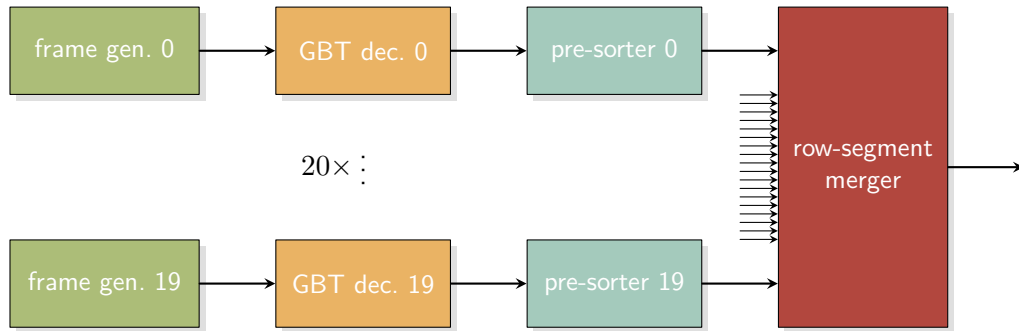 frame gen. 0
GBT dec. 0
pre-sorter 0
row-segment
merger
20× ⋮
frame gen. 19
GBT dec. 19
pre-sorter 19